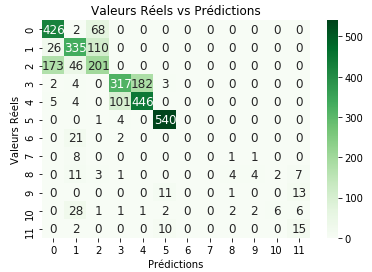 Valeurs Réels vs Prédictions
0 426 2 68 0 0 0 0 0 0 0 0 0
1 26 335 110 0 0 0 0 0 0 0 0 0
2 173 46 201 0 0 0 0 0 0 0 0 0
3 2 4 0 317 182 3 0 0 0 0 0 0
4 5 4 0 101 446 0 0 0 0 0 0 0
5 0 0 1 4 0 540 0 0 0 0 0 0
6 0 21 0 2 0 0 0 0 0 0 0 0
7 0 8 0 0 0 0 0 1 1 0 0 0
8 0 11 3 1 0 0 0 0 4 4 2 7
9 0 0 0 0 0 11 0 0 1 0 0 13
10 0 28 1 1 1 2 0 0 2 2 6 6
11 0 2 0 0 0 10 0 0 0 0 0 15
0 1 2 3 4 5 6 7 8 9 10 11
Prédictions
Valeurs Réels
500
400
300
200
100
0